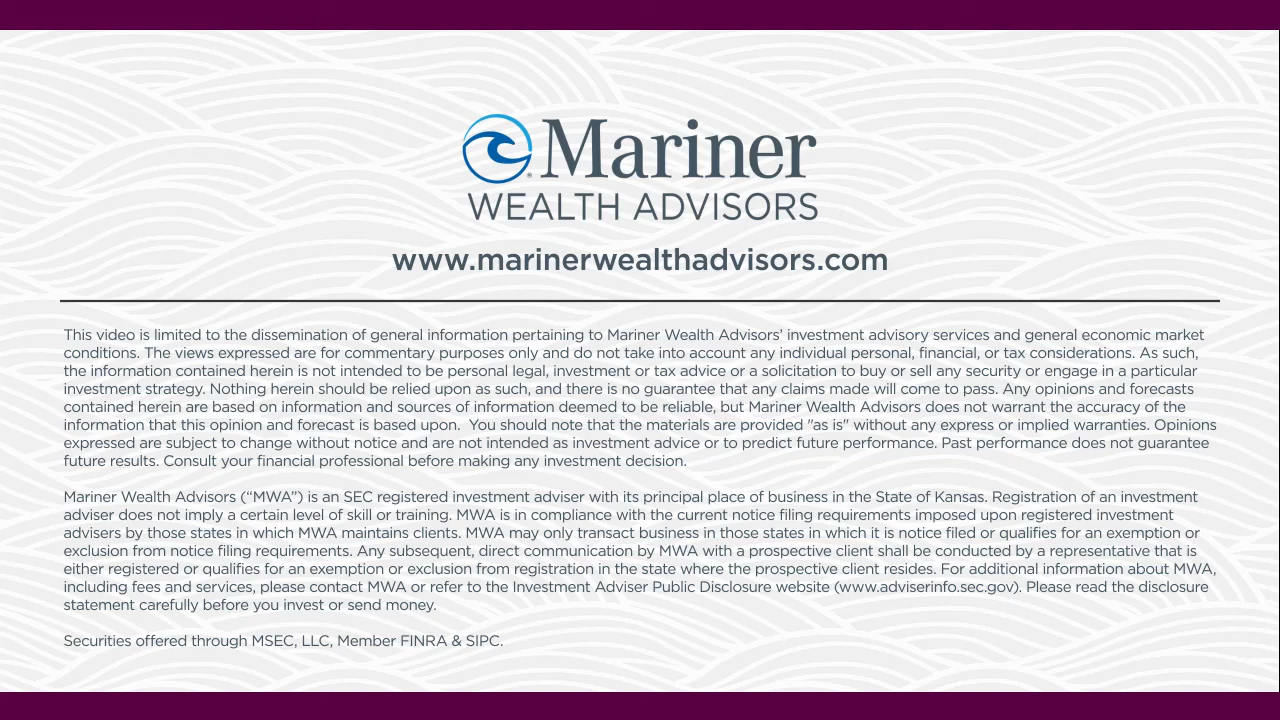 Mariner
WEALTH ADVISORS
www.marinerwealthadvisors.com
This video is limited to the dissemination of general information pertaining to Mariner Wealth Advisors’ investment advisory services and general economic market
conditions. The views expressed are for commentary purposes only and do not take into account any individual personal, financial, or tax considerations. As such,
the information contained herein is not intended to be personal legal, investment or tax advice or a solicitation to buy or sell any security or engage in a particular
investment strategy. Nothing herein should be relied upon as such, and there is no guarantee that any claims made will come to pass. Any opinions and forecasts
contained herein are based on information and sources of information deemed to be reliable, but Mariner Wealth Advisors does not warrant the accuracy of the
information that this opinion and forecast is based upon.  You should note that the materials are provided "as is" without any express or implied warranties. Opinions
expressed are subject to change without notice and are not intended as investment advice or to predict future performance. Past performance does not guarantee
future results. Consult your financial professional before making any investment decision.
Mariner Wealth Advisors (“MWA”) is an SEC registered investment adviser with its principal place of business in the State of Kansas. Registration of an investment
adviser does not imply a certain level of skill or training. MWA is in compliance with the current notice filing requirements imposed upon registered investment
advisers by those states in which MWA maintains clients. MWA may only transact business in those states in which it is notice filed or qualifies for an exemption or
exclusion from notice filing requirements. Any subsequent, direct communication by MWA with a prospective client shall be conducted by a representative that is
either registered or qualifies for an exemption or exclusion from registration in the state where the prospective client resides. For additional information about MWA,
including fees and services, please contact MWA or refer to the Investment Adviser Public Disclosure website (www.adviserinfo.sec.gov). Please read the disclosure
statement carefully before you invest or send money.
Securities offered through MSEC, LLC, Member FINRA & SIPC.